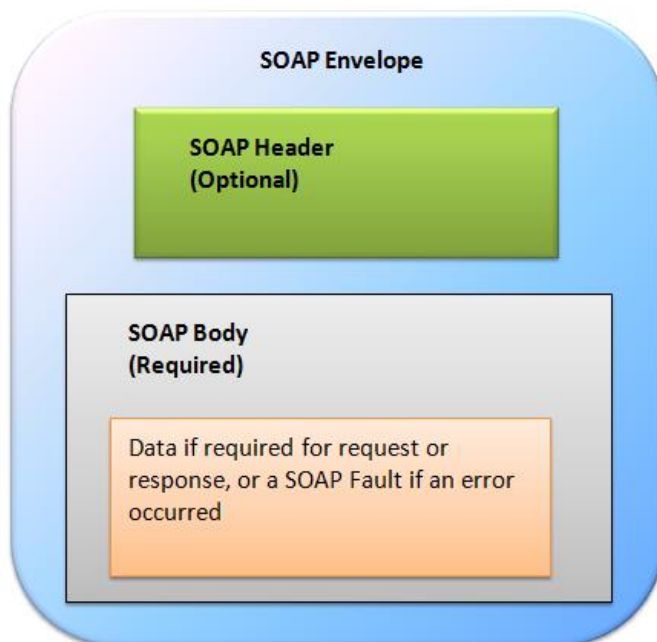 SOAP Envelope
SOAP Header
(Optional)
SOAP Body
(Required)
Data if required for request or
response, or a SOAP Fault if an error
occurred